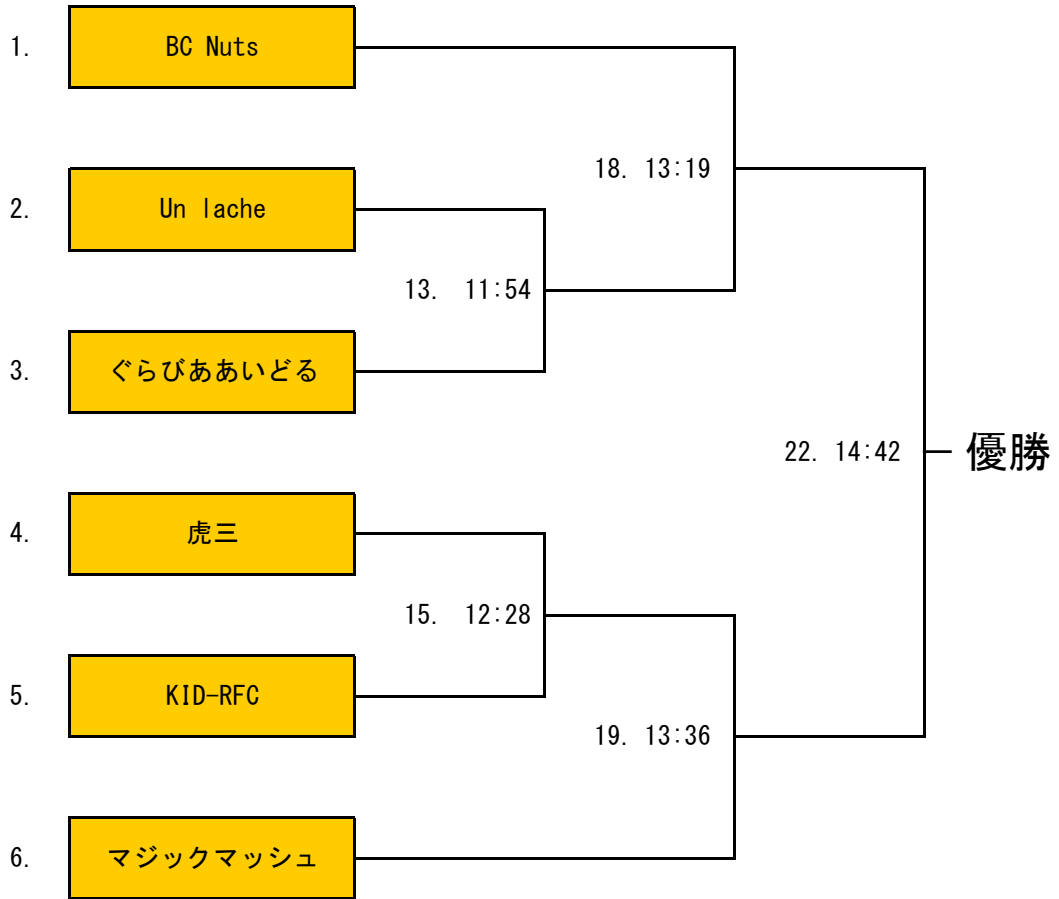 1. BC Nuts
18. 13:19
2. Un lache
13. 11:54
3. ぐらびああいどる
22. 14:42 優勝
4. 虎三
15. 12:28
5. KID-RFC
19. 13:36
6. マジックマッシュ